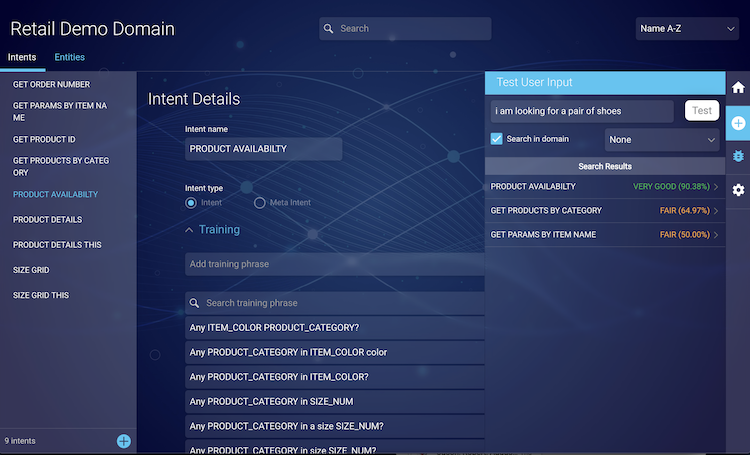 Retail Demo Domain
Search
Name A-Z
Intents
Entities
GET ORDER NUMBER
GET PARAMS BY ITEM NA
ME
GET PRODUCT ID
GET PRODUCTS BY CATEG
ORY
PRODUCT AVAILABILTY
PRODUCT DETAILS
PRODUCT DETAILS THIS
SIZE GRID
SIZE GRID THIS
9 intents
Intent Details
Intent name
PRODUCT AVAILABILTY
Intent type
Intent
Meta Intent
Training
Add training phrase
Search training phrase
Any ITEM_COLOR PRODUCT_CATEGORY?
Any PRODUCT_CATEGORY in ITEM_COLOR color
Any PRODUCT_CATEGORY in ITEM_COLOR?
Any PRODUCT_CATEGORY in SIZE_NUM
Any PRODUCT_CATEGORY in a size SIZE_NUM?
Any PRODUCT_CATEGORY in size SIZE_NUM?
Test User Input
i am looking for a pair of shoes
Test
Search in domain
None
Search Results
PRODUCT AVAILABILTY VERY GOOD (90.38%)
GET PRODUCTS BY CATEGORY FAIR (64.97%)
GET PARAMS BY ITEM NAME FAIR (50.00%)